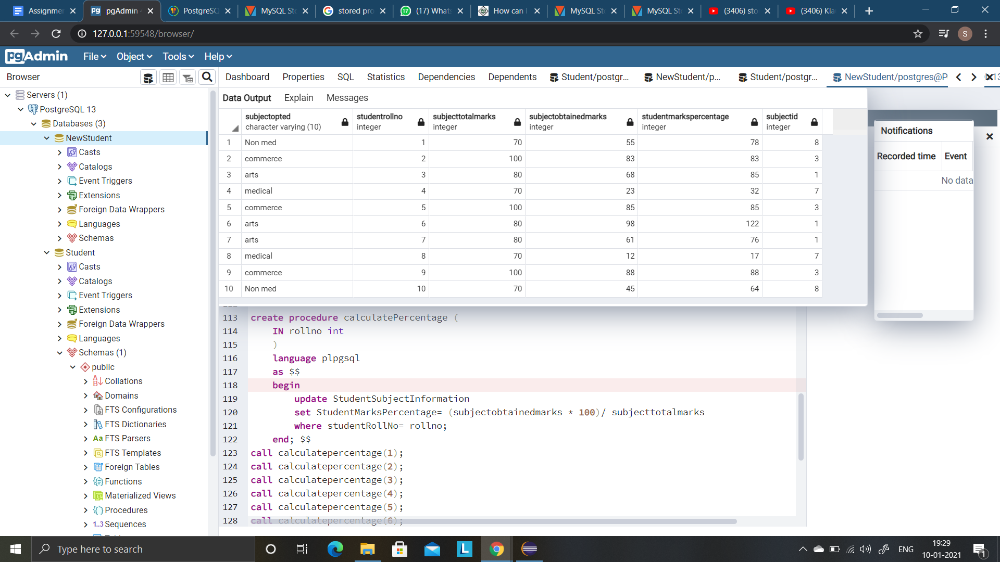 Assignmer
pgAdmin
PostgreSQ
MySQL Sto
stored pro
(17) Whats
How can I
MySQL Sto
MySQL Sto
(3406) sto
(3406) Kla
127.0.0.1:59548/browser/
S
pgAdmin
File
Object
Tools
Help
Browser
Dashboard
Properties
SQL
Statistics
Dependencies
Dependents
Student/postgr...
NewStudent/p...
Student/postgr...
NewStudent/postgres@P
13
Servers (1)
PostgreSQL 13
Databases (3)
NewStudent
Casts
Catalogs
Event Triggers
Extensions
Foreign Data Wrappers
Languages
Schemas
Student
Casts
Catalogs
Event Triggers
Extensions
Foreign Data Wrappers
Languages
Schemas (1)
public
Collations
Domains
FTS Configurations
FTS Dictionaries
Aa FTS Parsers
FTS Templates
Foreign Tables
Functions
Materialized Views
Procedures
1..3 Sequences
Data Output Explain Messages
subjectopted studentrollno subjecttotalmarks subjectobtainedmarks studentmarkspercentage subjectid
character varying (10) integer integer integer integer integer
1 Non med 1 70 55 78 8
2 commerce 2 100 83 83 3
3 arts 3 80 68 85 1
4 medical 4 70 23 32 7
5 commerce 5 100 85 85 3
6 arts 6 80 98 122 1
7 arts 7 80 61 76 1
8 medical 8 70 12 17 7
9 commerce 9 100 88 88 3
10 Non med 10 70 45 64 8
Notifications
Recorded time Event
No data
113 create procedure calculatePercentage (
114 IN rollno int
115 )
116 language plpgsql
117 as $$
118 begin
119 update StudentSubjectInformation
120 set StudentMarksPercentage= (subjectobtainedmarks * 100)/ subjecttotalmarks
121 where studentRollNo= rollno;
122 end; $$
123 call calculatepercentage(1);
124 call calculatepercentage(2);
125 call calculatepercentage(3);
126 call calculatepercentage(4);
127 call calculatepercentage(5);
128 call calculatepercentage(6);
Type here to search
L
ENG
19:29
10-01-2021
1